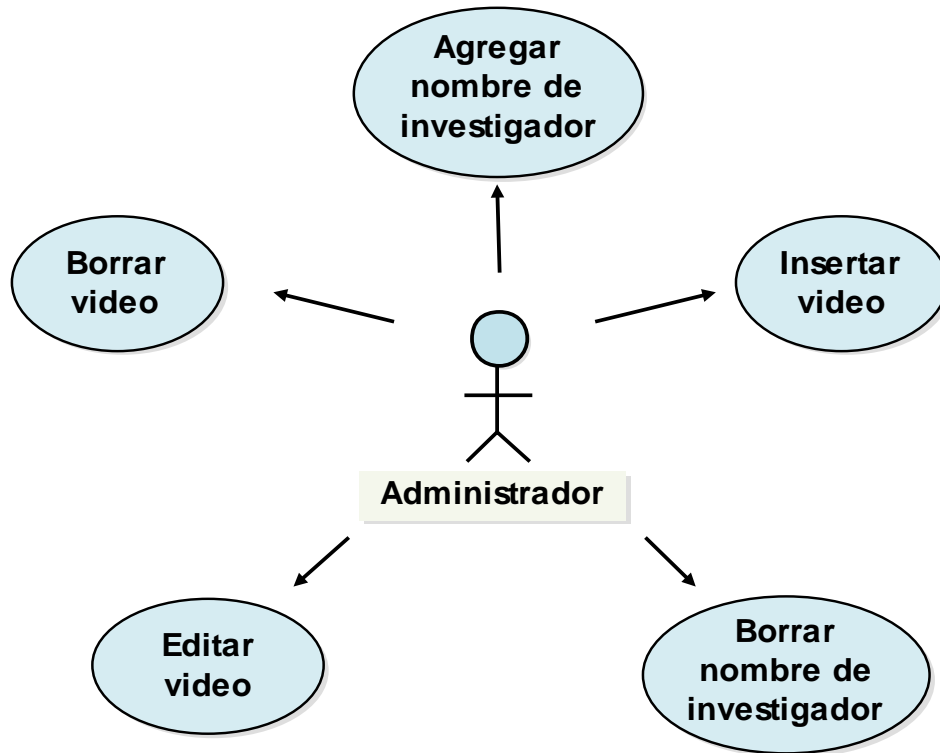 Agregar
nombre de
investigador
Borrar
video
Insertar
video
Administrador
Editar
video
Borrar
nombre de
investigador